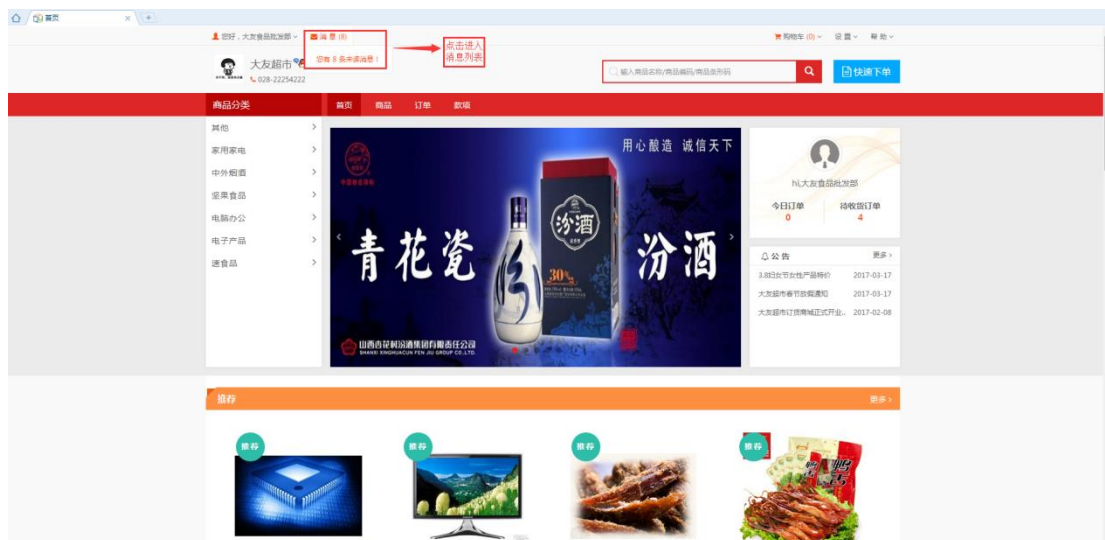 首页
您好，大友食品批发部
消息 (8)
购物车 (0)
设置
帮助
您有 8 条未读消息！
点击进入
消息列表
大友超市
028-22254222
输入商品名称/商品编码/商品条形码
快速下单
商品分类
首页
商品
订单
款项
其他
家用家电
中外烟酒
坚果食品
电脑办公
电子产品
速食品
用心酿造 诚信天下
青花瓷
汾酒
汾酒
30
山西杏花村汾酒集团有限责任公司
SHANXI XINGHUACUN FEN JIU GROUP CO.,LTD.
hi,大友食品批发部
今日订单
0
待收货订单
4
公告
更多
3.8妇女节女性产品特价 2017-03-17
大友超市春节放假通知 2017-03-17
大友超市订货商城正式开业.. 2017-02-08
推荐
更多
推荐
推荐
推荐
推荐
鸭舌